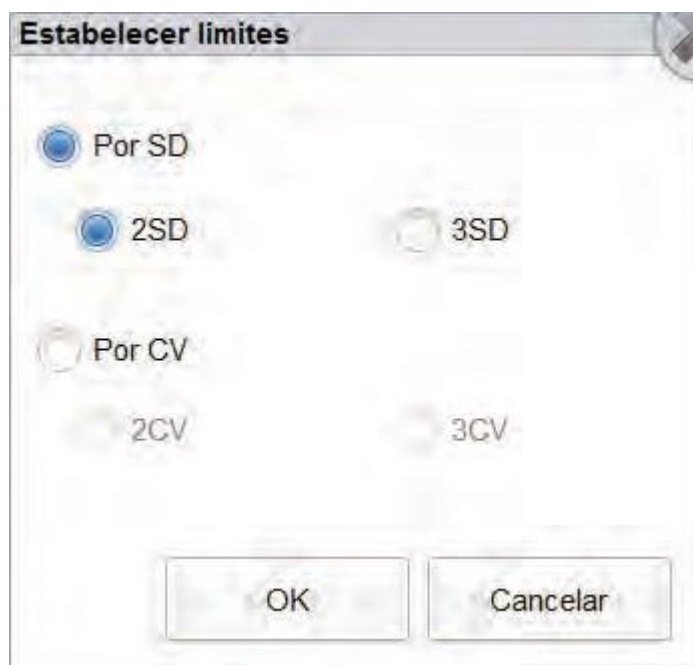 Estabelecer limites
Por SD
2SD 3SD
Por CV
2CV 3CV
OK Cancelar